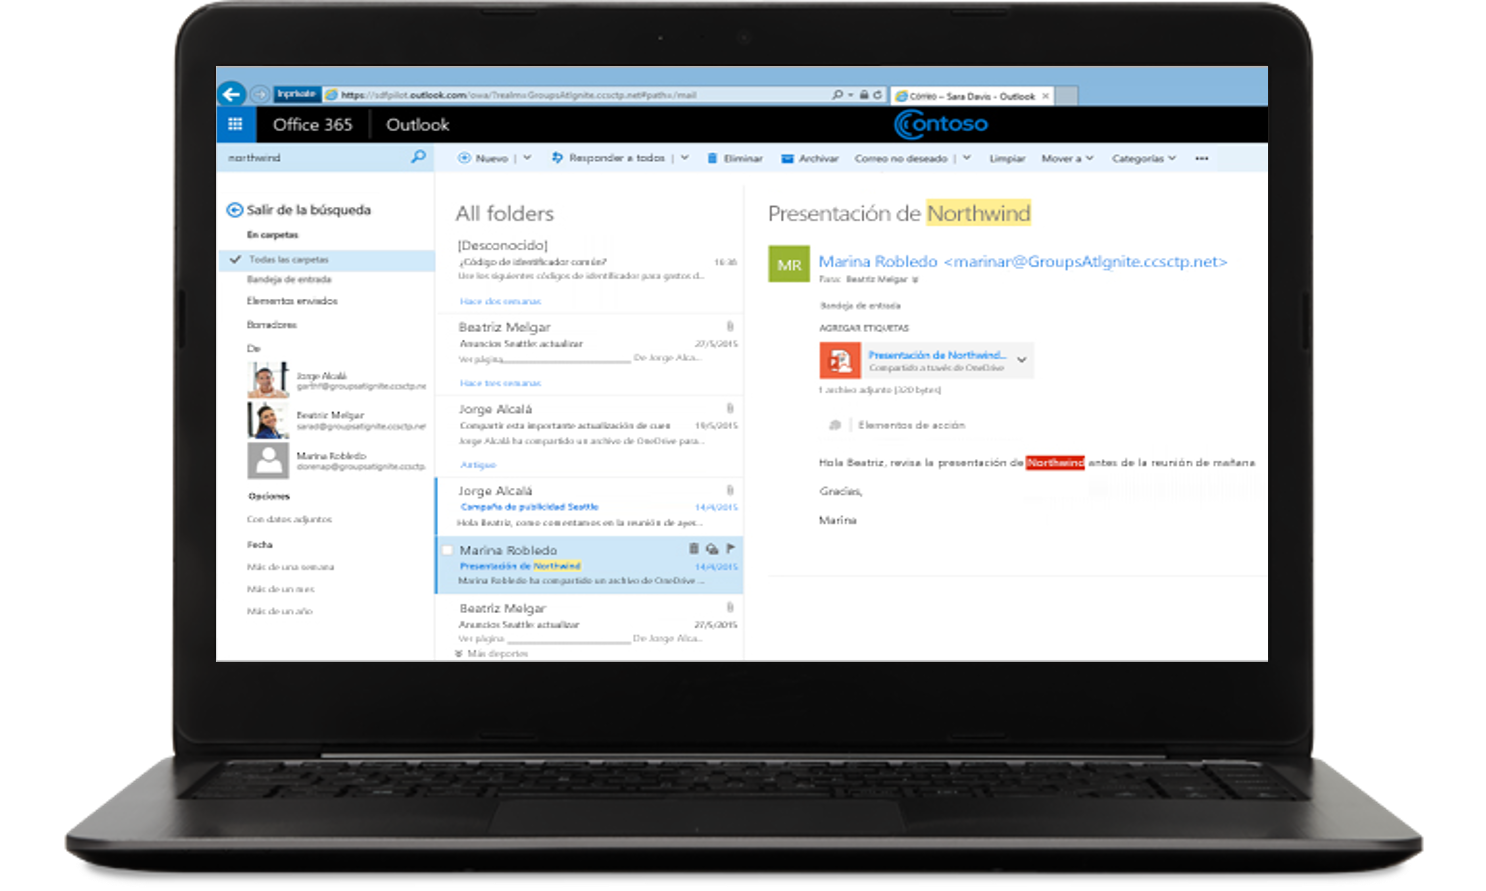 InPrivate https://sdfpilot.outlook.com/owa/?realm=GroupsAtIgnite.ccsctp.net#path=/mail
Correo – Sara Davis - Outlook
Office 365 Outlook
Contoso
northwind
Nuevo Responder a todos Eliminar Archivar Correo no deseado Limpiar Mover a Categorías
Salir de la búsqueda
En carpetas
Todas las carpetas
Bandeja de entrada
Elementos enviados
Borradores
De
Jorge Alcalá
garthf@groupsatignite.ccsctp.ne
Beatriz Melgar
sarad@groupsatignite.ccsctp.ne
Marina Robledo
dorenap@groupsatignite.ccsctp.
Opciones
Con datos adjuntos
Fecha
Más de una semana
Más de un mes
Más de un año
All folders
[Desconocido]
¿Código de identificador común? 16:36
Use los siguientes códigos de identificador para gastos d...
Hace dos semanas
Beatriz Melgar
Anuncios Seattle: actualizar 27/5/2015
Ver página De Jorge Alca...
Hace tres semanas
Jorge Alcalá
Compartir esta importante actualización de cuen 19/5/2015
Jorge Alcalá ha compartido un archivo de OneDrive para...
Antiguo
Jorge Alcalá
Campaña de publicidad Seattle 14/4/2015
Hola Beatriz, como comentamos en la reunión de ayer...
Marina Robledo
Presentación de Northwind 14/4/2015
Marina Robledo ha compartido un archivo de OneDrive ...
Beatriz Melgar
Anuncios Seattle: actualizar 27/5/2015
Ver página De Jorge Alca...
Más deportes
Presentación de Northwind
MR
Marina Robledo <marinar@GroupsAtIgnite.ccsctp.net>
Para: Beatriz Melgar
Bandeja de entrada
AGREGAR ETIQUETAS
Presentación de Northwind...
Compartido a través de OneDrive
1 archivo adjunto (320 bytes)
Elementos de acción
Hola Beatriz, revisa la presentación de Northwind antes de la reunión de mañana
Gracias,
Marina